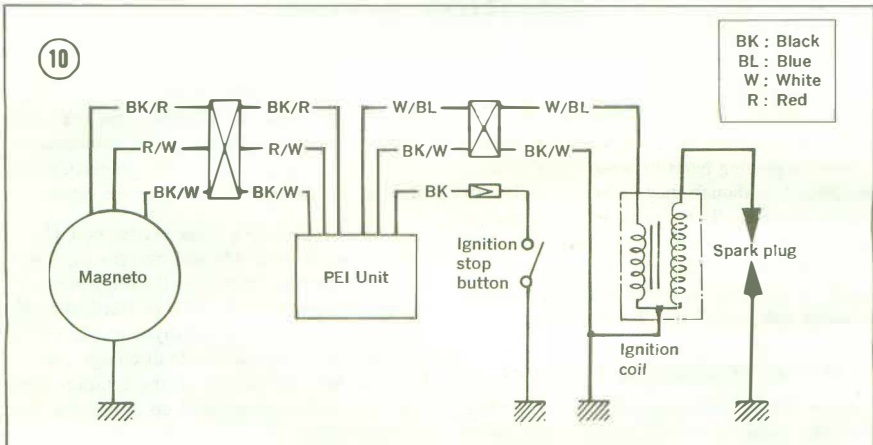 10
BK : Black
BL : Blue
W : White
R : Red
BK/R BK/R W/BL W/BL
R/W R/W BK/W BK/W
BK/W BK/W BK
Magneto
PEI Unit
Ignition
stop
button
Spark plug
Ignition
coil